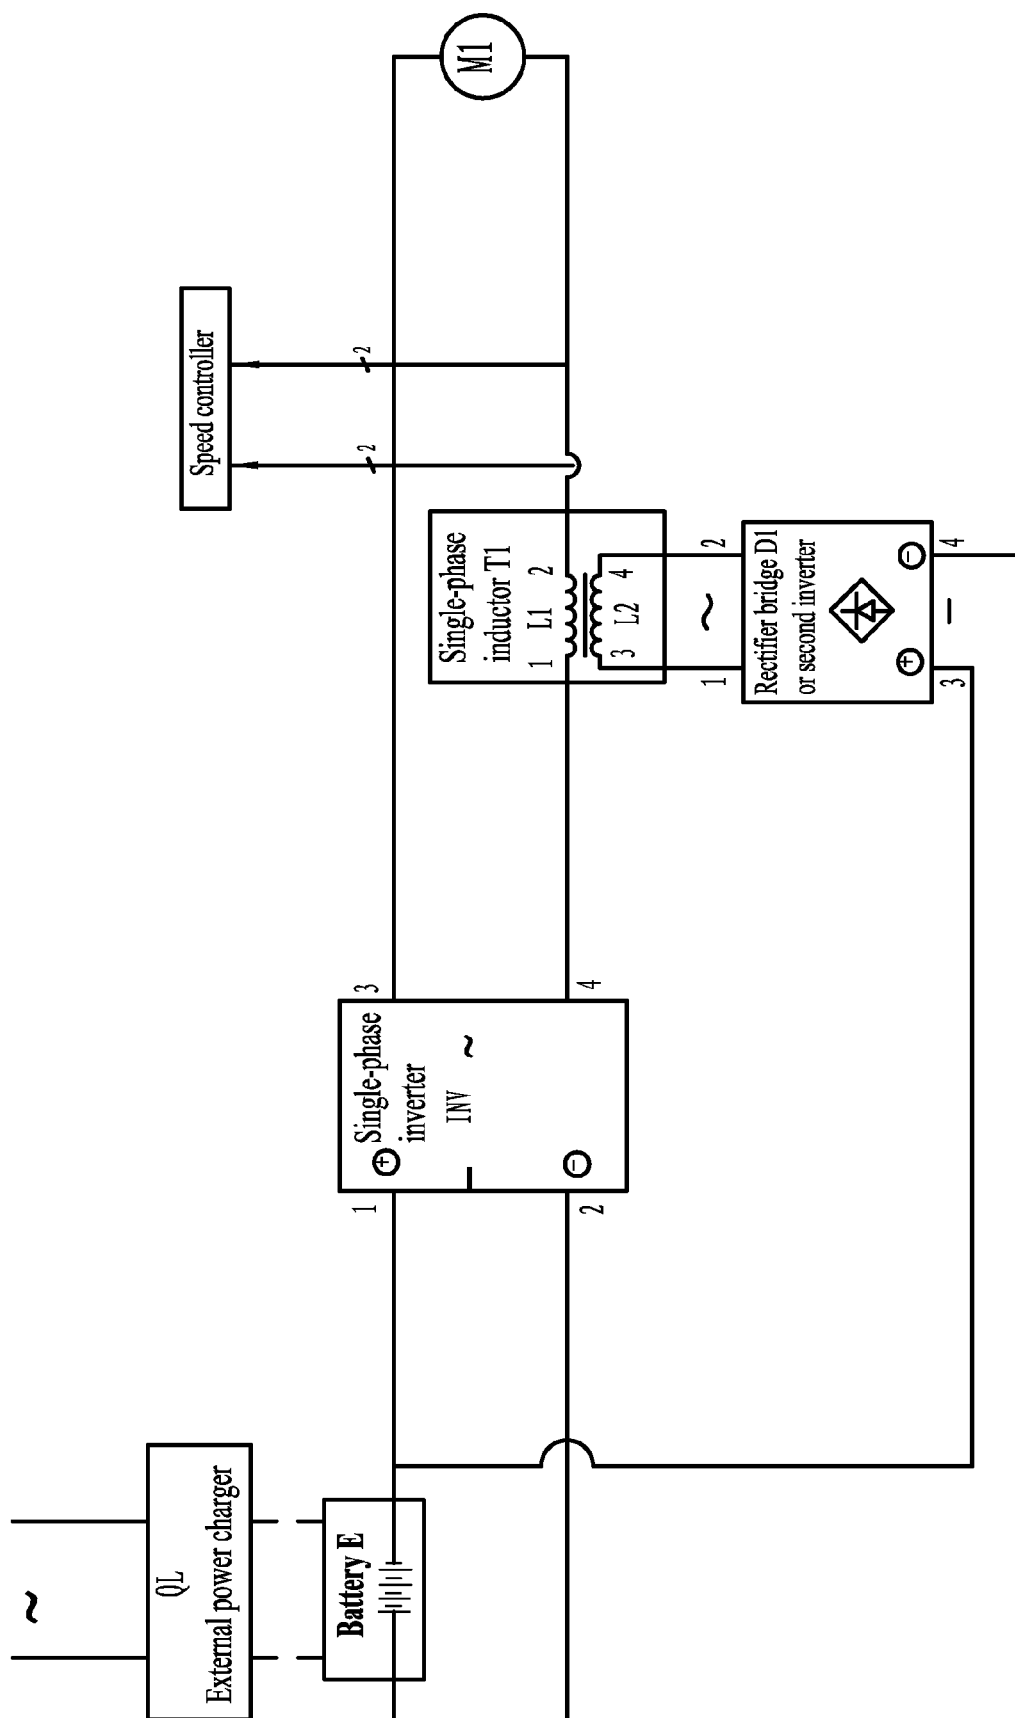 ~
QL
External power charger
Battery E
1
2
Single-phase
inverter
INV
~
+
−
3
4
Single-phase
inductor T1
1 L1 2
3 L2 4
1
~
2
Rectifier bridge D1
or second inverter
+
−
3
−
4
Speed controller
2
2
M1